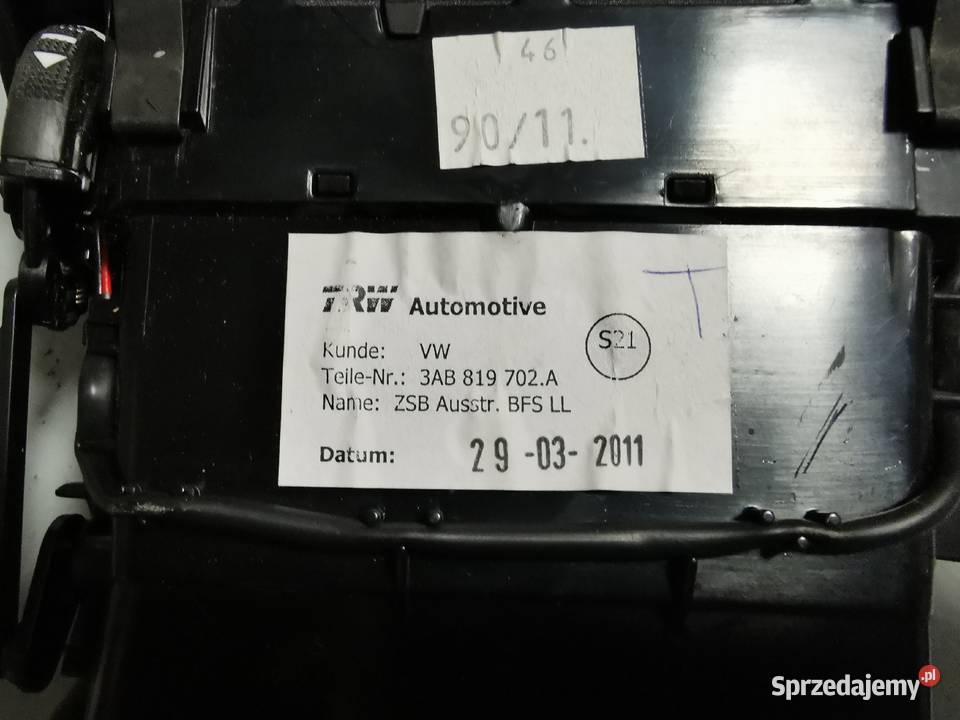 46
90/11.
TRW Automotive
S21
Kunde: VW
Teile-Nr.: 3AB 819 702.A
Name: ZSB Ausstr. BFS LL
Datum: 29-03-2011
T
Sprzedajemy.pl